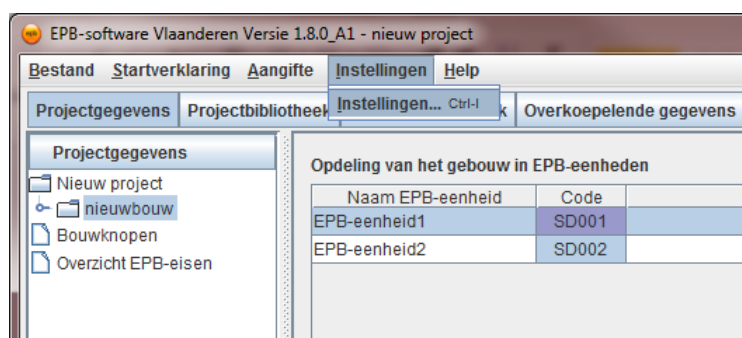 EPB-software Vlaanderen Versie 1.8.0_A1 - nieuw project
Bestand Startverklaring Aangifte Instellingen Help
Instellingen... Ctrl-I
Projectgegevens Projectbibliotheek k Overkoepelende gegevens
Projectgegevens
Nieuw project
nieuwbouw
Bouwknopen
Overzicht EPB-eisen
Opdeling van het gebouw in EPB-eenheden
Naam EPB-eenheid Code
EPB-eenheid1 SD001
EPB-eenheid2 SD002